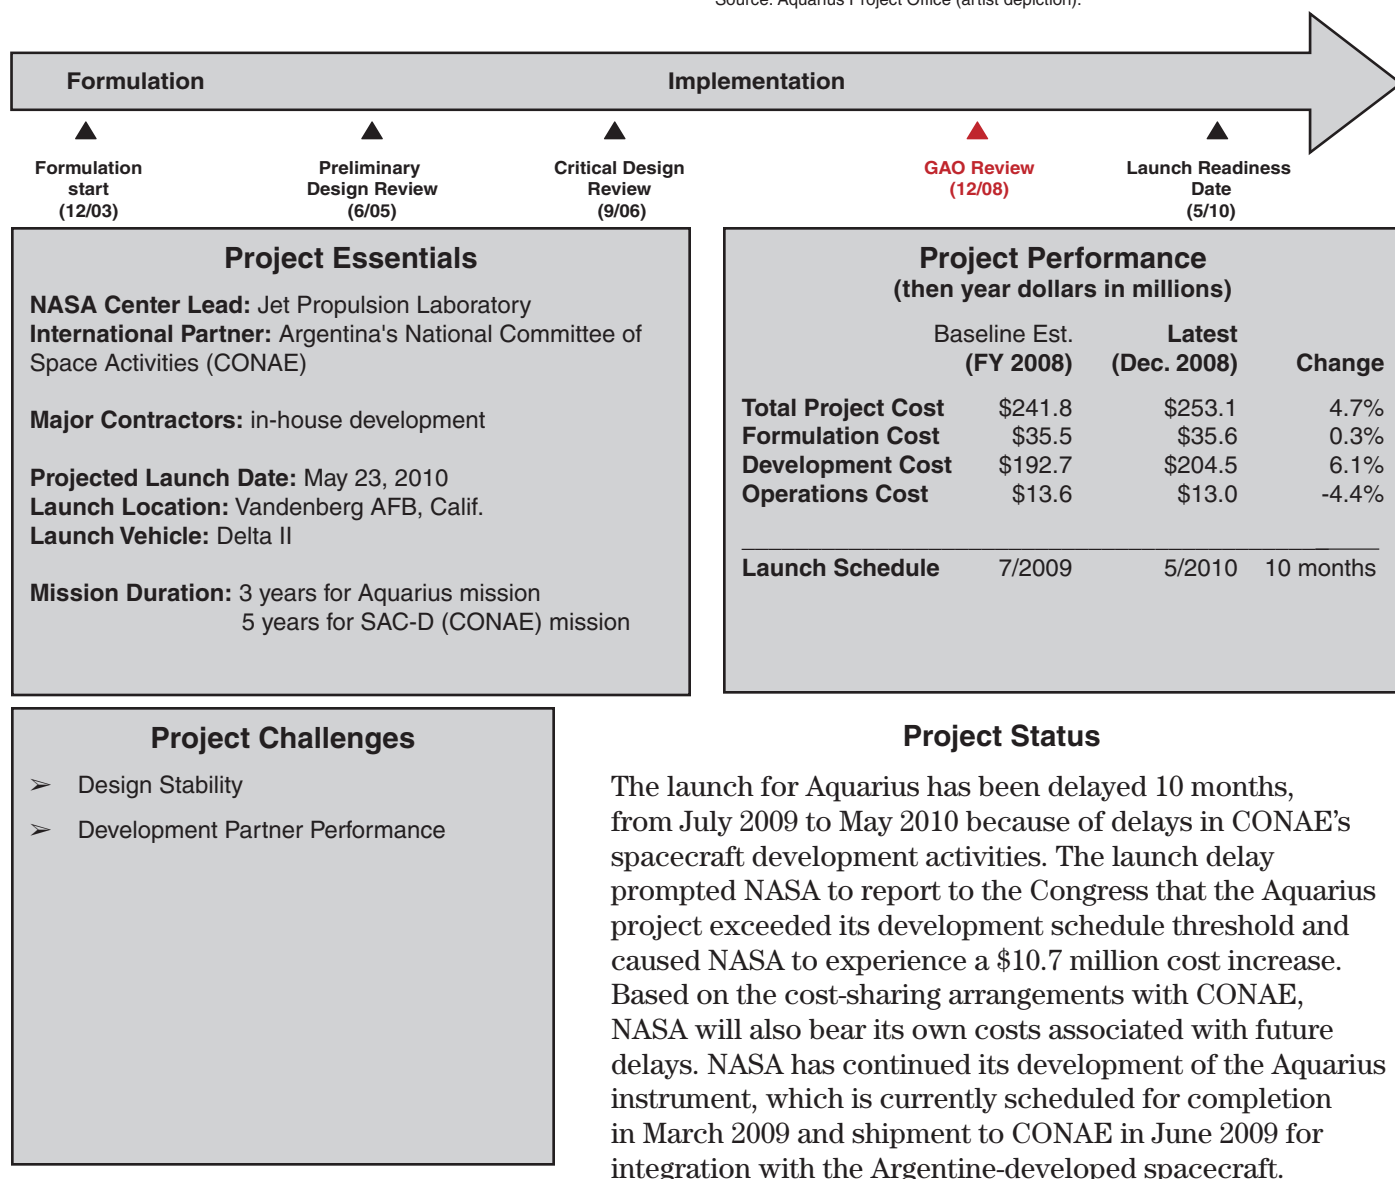 Source: Aquarius Project Office (artist depiction).
Formulation Implementation
Formulation
start
(12/03)
Preliminary
Design Review
(6/05)
Critical Design
Review
(9/06)
GAO Review
(12/08)
Launch Readiness
Date
(5/10)
Project Essentials
NASA Center Lead: Jet Propulsion Laboratory
International Partner: Argentina's National Committee of
Space Activities (CONAE)
Major Contractors: in-house development
Projected Launch Date: May 23, 2010
Launch Location: Vandenberg AFB, Calif.
Launch Vehicle: Delta II
Mission Duration: 3 years for Aquarius mission
5 years for SAC-D (CONAE) mission
Project Performance
(then year dollars in millions)
Baseline Est. Latest
(FY 2008) (Dec. 2008) Change
Total Project Cost $241.8 $253.1 4.7%
Formulation Cost $35.5 $35.6 0.3%
Development Cost $192.7 $204.5 6.1%
Operations Cost $13.6 $13.0 -4.4%
Launch Schedule 7/2009 5/2010 10 months
Project Challenges
➢ Design Stability
➢ Development Partner Performance
Project Status
The launch for Aquarius has been delayed 10 months,
from July 2009 to May 2010 because of delays in CONAE’s
spacecraft development activities. The launch delay
prompted NASA to report to the Congress that the Aquarius
project exceeded its development schedule threshold and
caused NASA to experience a $10.7 million cost increase.
Based on the cost-sharing arrangements with CONAE,
NASA will also bear its own costs associated with future
delays. NASA has continued its development of the Aquarius
instrument, which is currently scheduled for completion
in March 2009 and shipment to CONAE in June 2009 for
integration with the Argentine-developed spacecraft.